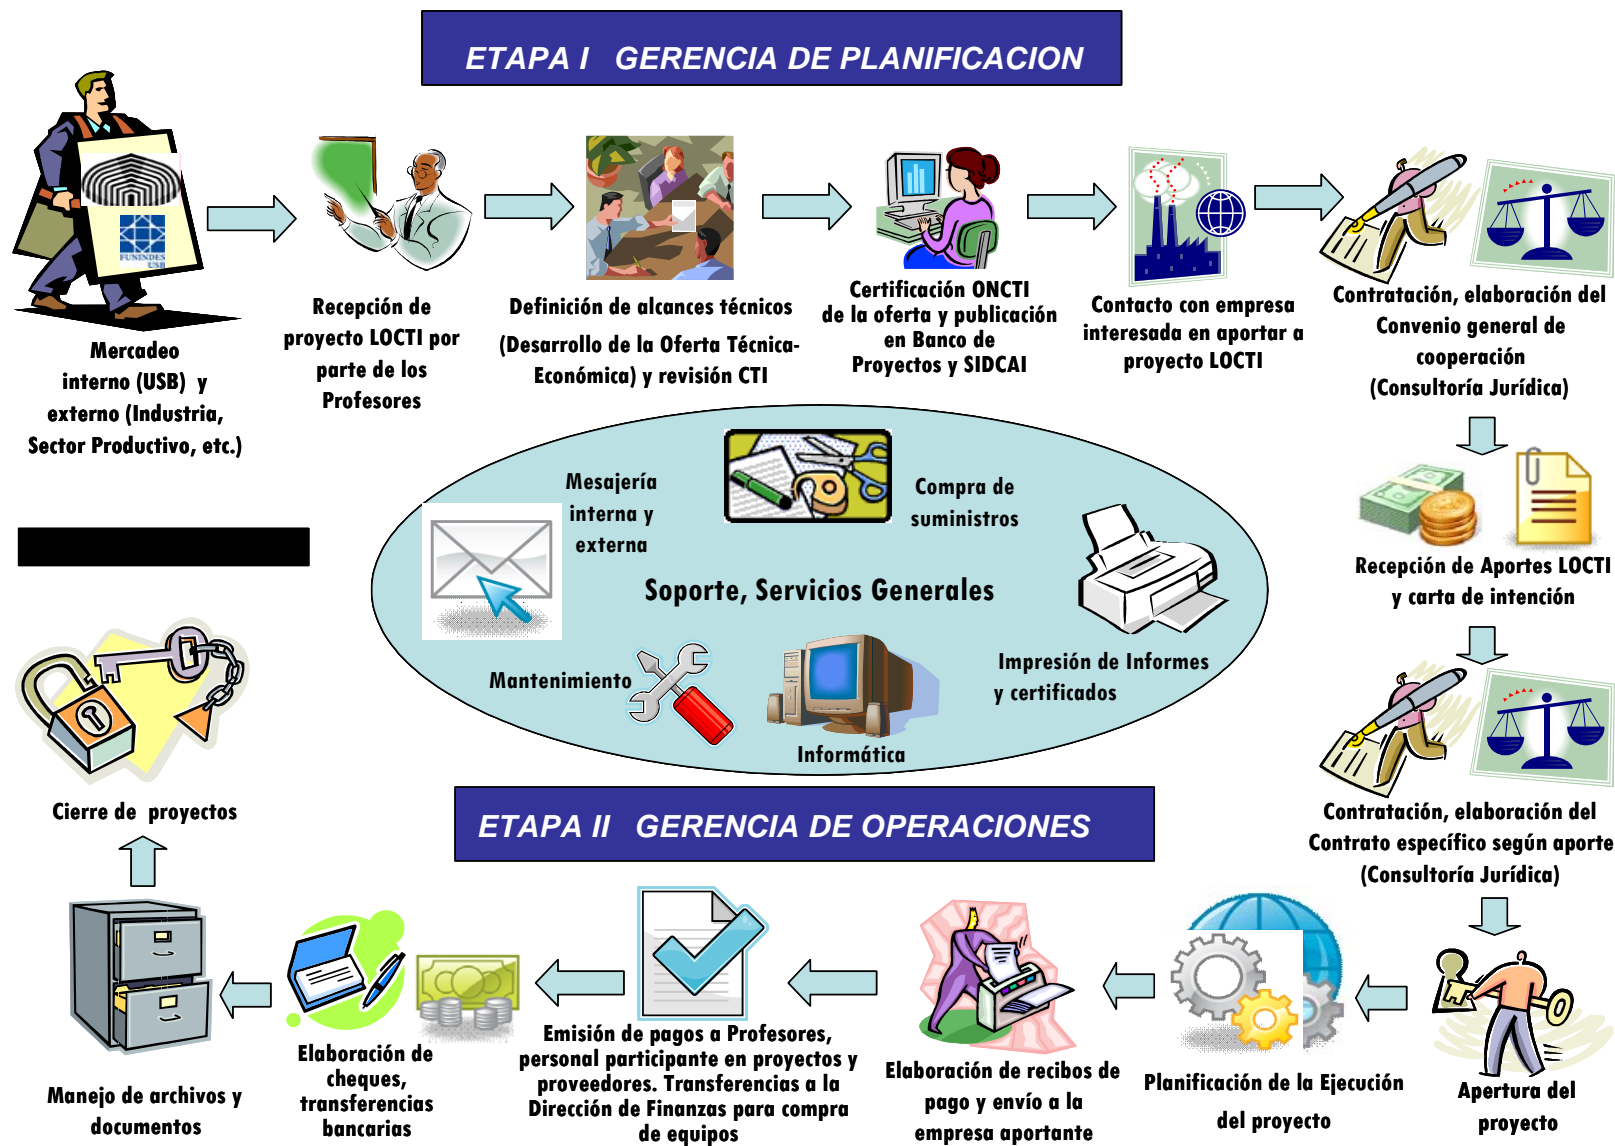 ETAPA I GERENCIA DE PLANIFICACION
FUSINDES
USB
Mercadeo
interno (USB) y
externo (Industria,
Sector Productivo, etc.)
Recepción de
proyecto LOCTI por
parte de los
Profesores
Definición de alcances técnicos
(Desarrollo de la Oferta Técnica-
Económica) y revisión CTI
Certificación ONCTI
de la oferta y publicación
en Banco de
Proyectos y SIDCAI
Contacto con empresa
interesada en aportar a
proyecto LOCTI
Contratación, elaboración del
Convenio general de
cooperación
(Consultoría Jurídica)
Recepción de Aportes LOCTI
y carta de intención
Contratación, elaboración del
Contrato específico según aporte
(Consultoría Jurídica)
Mesajería
interna y
externa
Compra de
suministros
Soporte, Servicios Generales
Mantenimiento
Informática
Impresión de Informes
y certificados
ETAPA II GERENCIA DE OPERACIONES
Apertura del
proyecto
Planificación de la Ejecución
del proyecto
Elaboración de recibos de
pago y envío a la
empresa aportante
Emisión de pagos a Profesores,
personal participante en proyectos y
proveedores. Transferencias a la
Dirección de Finanzas para compra
de equipos
Elaboración de
cheques,
transferencias
bancarias
Manejo de archivos y
documentos
Cierre de proyectos